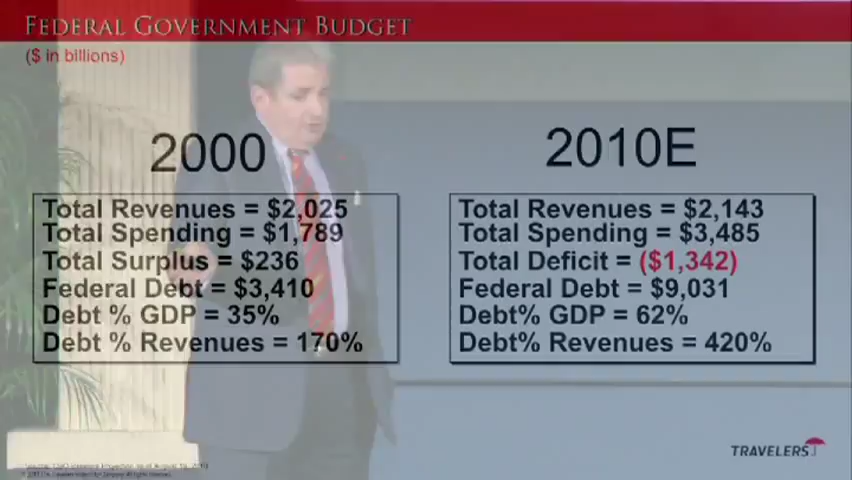 FEDERAL GOVERNMENT BUDGET
($ in billions)
2000
Total Revenues = $2,025
Total Spending = $1,789
Total Surplus = $236
Federal Debt = $3,410
Debt % GDP = 35%
Debt % Revenues = 170%
2010E
Total Revenues = $2,143
Total Spending = $3,485
Total Deficit = ($1,342)
Federal Debt = $9,031
Debt% GDP = 62%
Debt% Revenues = 420%
TRAVELERS